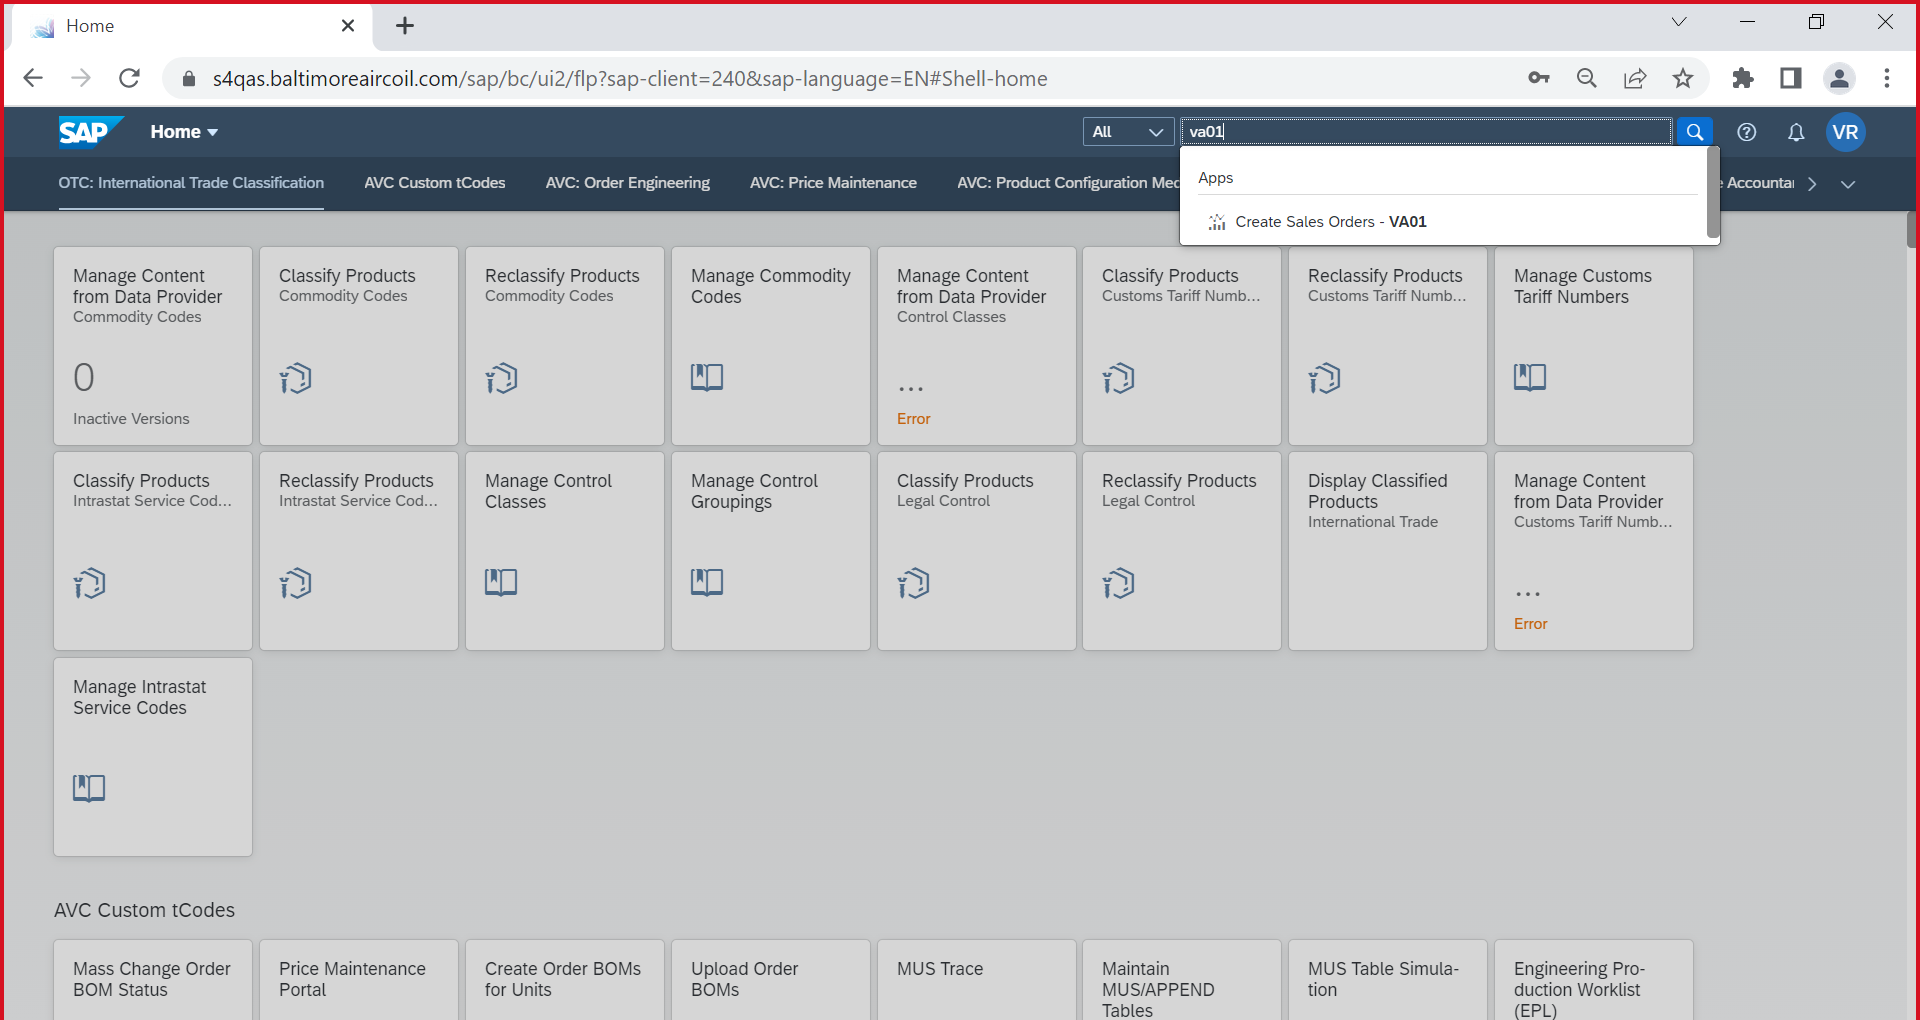 Home
s4qas.baltimoreaircoil.com/sap/bc/ui2/flp?sap-client=240&sap-language=EN#Shell-home
SAP Home All va01 VR
OTC: International Trade Classification AVC Custom tCodes AVC: Order Engineering AVC: Price Maintenance AVC: Product Configuration
Apps
Create Sales Orders - VA01
Manage Content
from Data Provider
Commodity Codes
0
Inactive Versions
Classify Products
Commodity Codes
Reclassify Products
Commodity Codes
Manage Commodity
Codes
Manage Content
from Data Provider
Control Classes
...
Error
Classify Products
Customs Tariff Numb...
Reclassify Products
Customs Tariff Numb...
Manage Customs
Tariff Numbers
Classify Products
Intrastat Service Cod...
Reclassify Products
Intrastat Service Cod...
Manage Control
Classes
Manage Control
Groupings
Classify Products
Legal Control
Reclassify Products
Legal Control
Display Classified
Products
International Trade
Manage Content
from Data Provider
Customs Tariff Numb...
...
Error
Manage Intrastat
Service Codes
AVC Custom tCodes
Mass Change Order
BOM Status
Price Maintenance
Portal
Create Order BOMs
for Units
Upload Order
BOMs
MUS Trace
Maintain
MUS/APPEND
Tables
MUS Table Simula-
tion
Engineering Pro-
duction Worklist
(EPL)